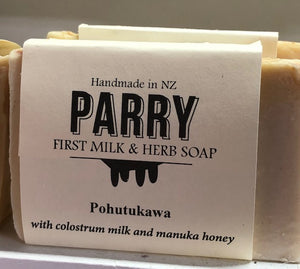 Handmade in NZ
PARRY
FIRST MILK & HERB SOAP
Pohutukawa
with colostrum milk and manuka honey